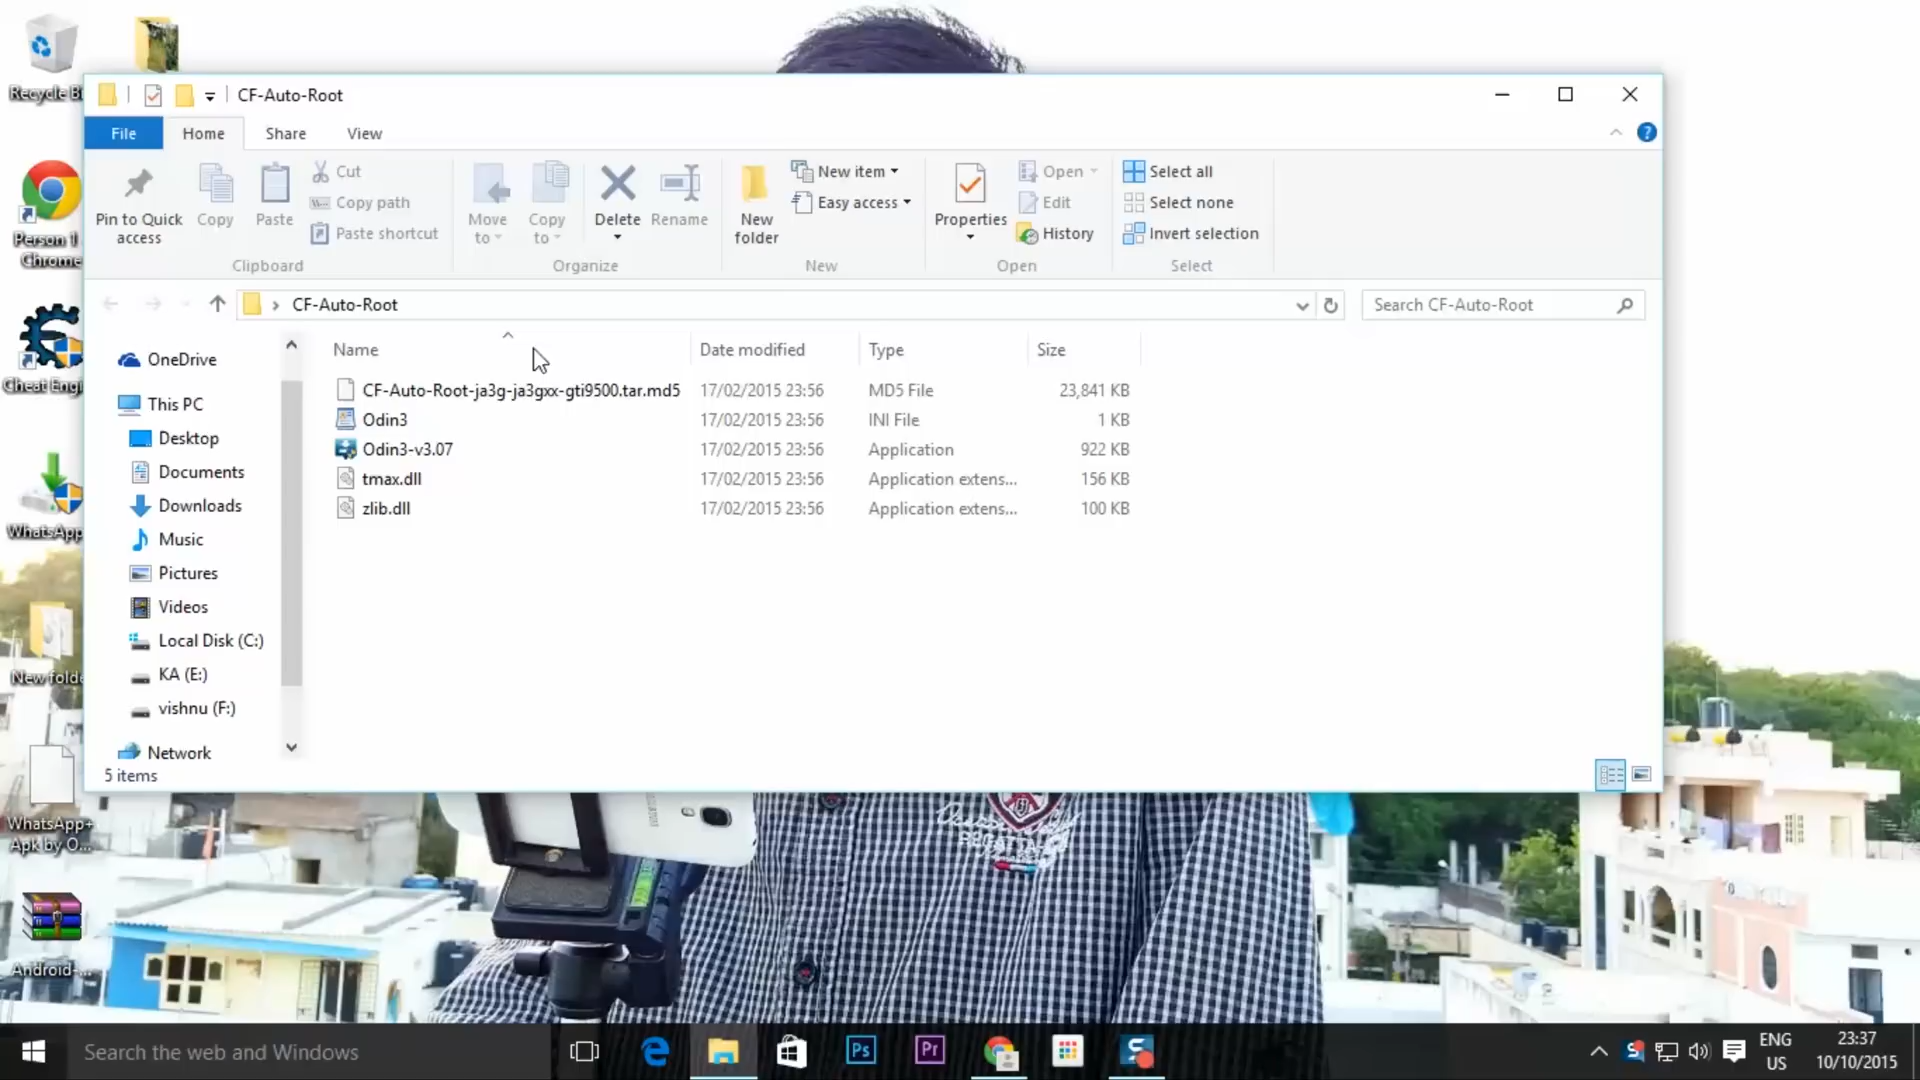 Recycle Bi
CF-Auto-Root
File
Home
Share
View
Pin to Quick
access
Copy
Paste
Cut
Copy path
Paste shortcut
Clipboard
Move
to
Copy
to
Delete
Rename
Organize
New
folder
New item
Easy access
New
Properties
Open
Edit
History
Open
Select all
Select none
Invert selection
Select
Person 1
Chrome
CF-Auto-Root
Search CF-Auto-Root
Cheat Engi
WhatsApp
New folde
WhatsApp+
Apk by O...
Android-...
OneDrive
This PC
Desktop
Documents
Downloads
Music
Pictures
Videos
Local Disk (C:)
KA (E:)
vishnu (F:)
Network
Name
Date modified
Type
Size
CF-Auto-Root-ja3g-ja3gxx-gti9500.tar.md5 17/02/2015 23:56 MD5 File 23,841 KB
Odin3 17/02/2015 23:56 INI File 1 KB
Odin3-v3.07 17/02/2015 23:56 Application 922 KB
tmax.dll 17/02/2015 23:56 Application extens... 156 KB
zlib.dll 17/02/2015 23:56 Application extens... 100 KB
5 items
SAMSUNG
REGATTA
Search the web and Windows
Ps
Pr
ENG
US
23:37
10/10/2015